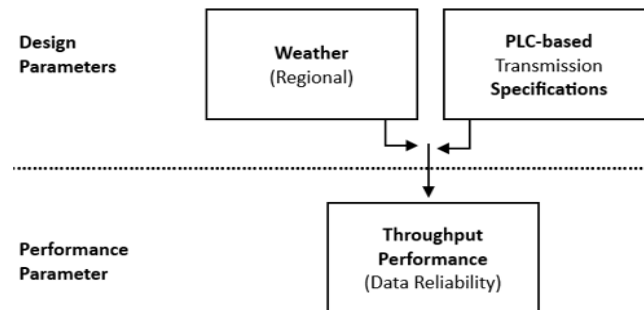 Design
Parameters
Weather
(Regional)
PLC-based
Transmission
Specifications
Performance
Parameter
Throughput
Performance
(Data Reliability)